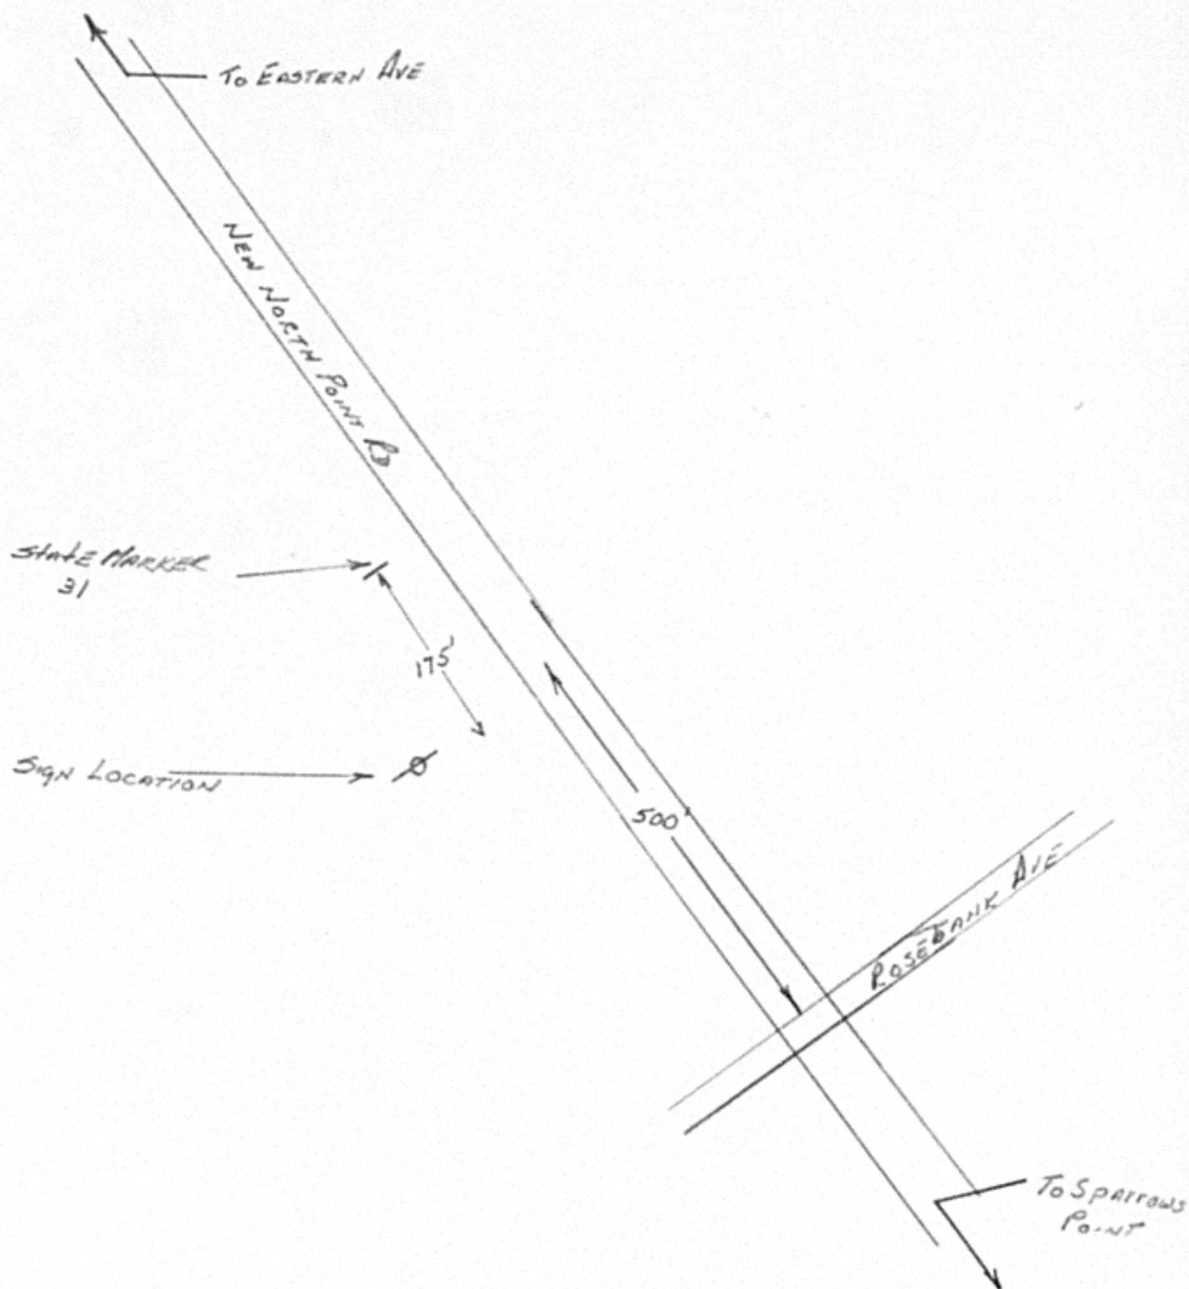 To EASTERN AVE
NEW NORTH POINT RD
STATE MARKER
31
175'
SIGN LOCATION
500'
ROSEBANK AVE
To SPARROWS
POINT